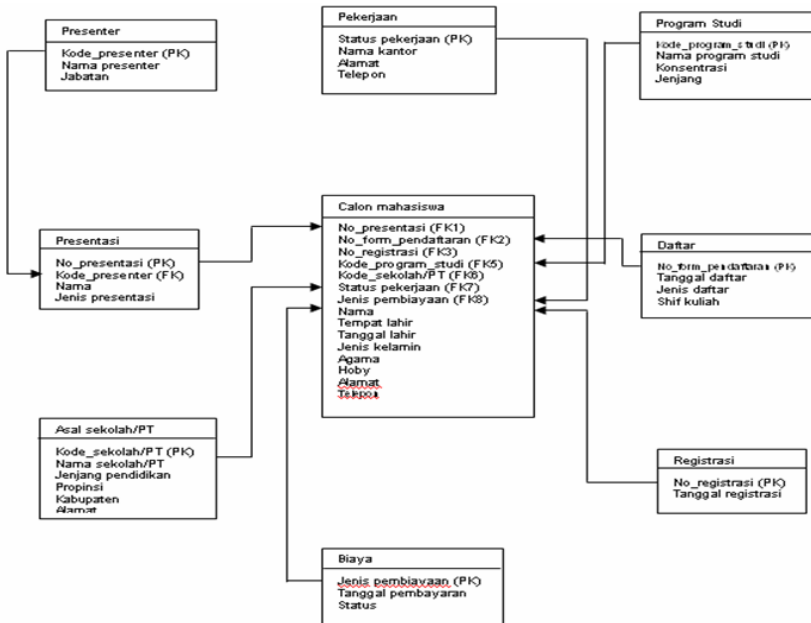 Presenter
Kode_presenter (PK)
Nama presenter
Jabatan
Pekerjaan
Status pekerjaan (PK)
Nama kantor
Alamat
Telepon
Program Studi
Kode_program_studi (PK)
Nama program studi
Konsentrasi
Jenjang
Presentasi
No_presentasi (PK)
Kode_presenter (FK)
Nama
Jenis presentasi
Calon mahasiswa
No_presentasi (FK1)
No_form_pendaftaran (FK2)
No_registrasi (FK3)
Kode_program_studi (FK5)
Kode_sekolah/PT (FK6)
Status pekerjaan (FK7)
Jenis pembiayaan (FK8)
Nama
Tempat lahir
Tanggal lahir
Jenis kelamin
Agama
Hoby
Alamat
Telepon
Daftar
No_form_pendaftaran (PK)
Tanggal daftar
Jenis daftar
Shif kuliah
Asal sekolah/PT
Kode_sekolah/PT (PK)
Nama sekolah/PT
Jenjang pendidikan
Propinsi
Kabupaten
Alamat
Registrasi
No_registrasi (PK)
Tanggal registrasi
Biaya
Jenis pembiayaan (PK)
Tanggal pembayaran
Status